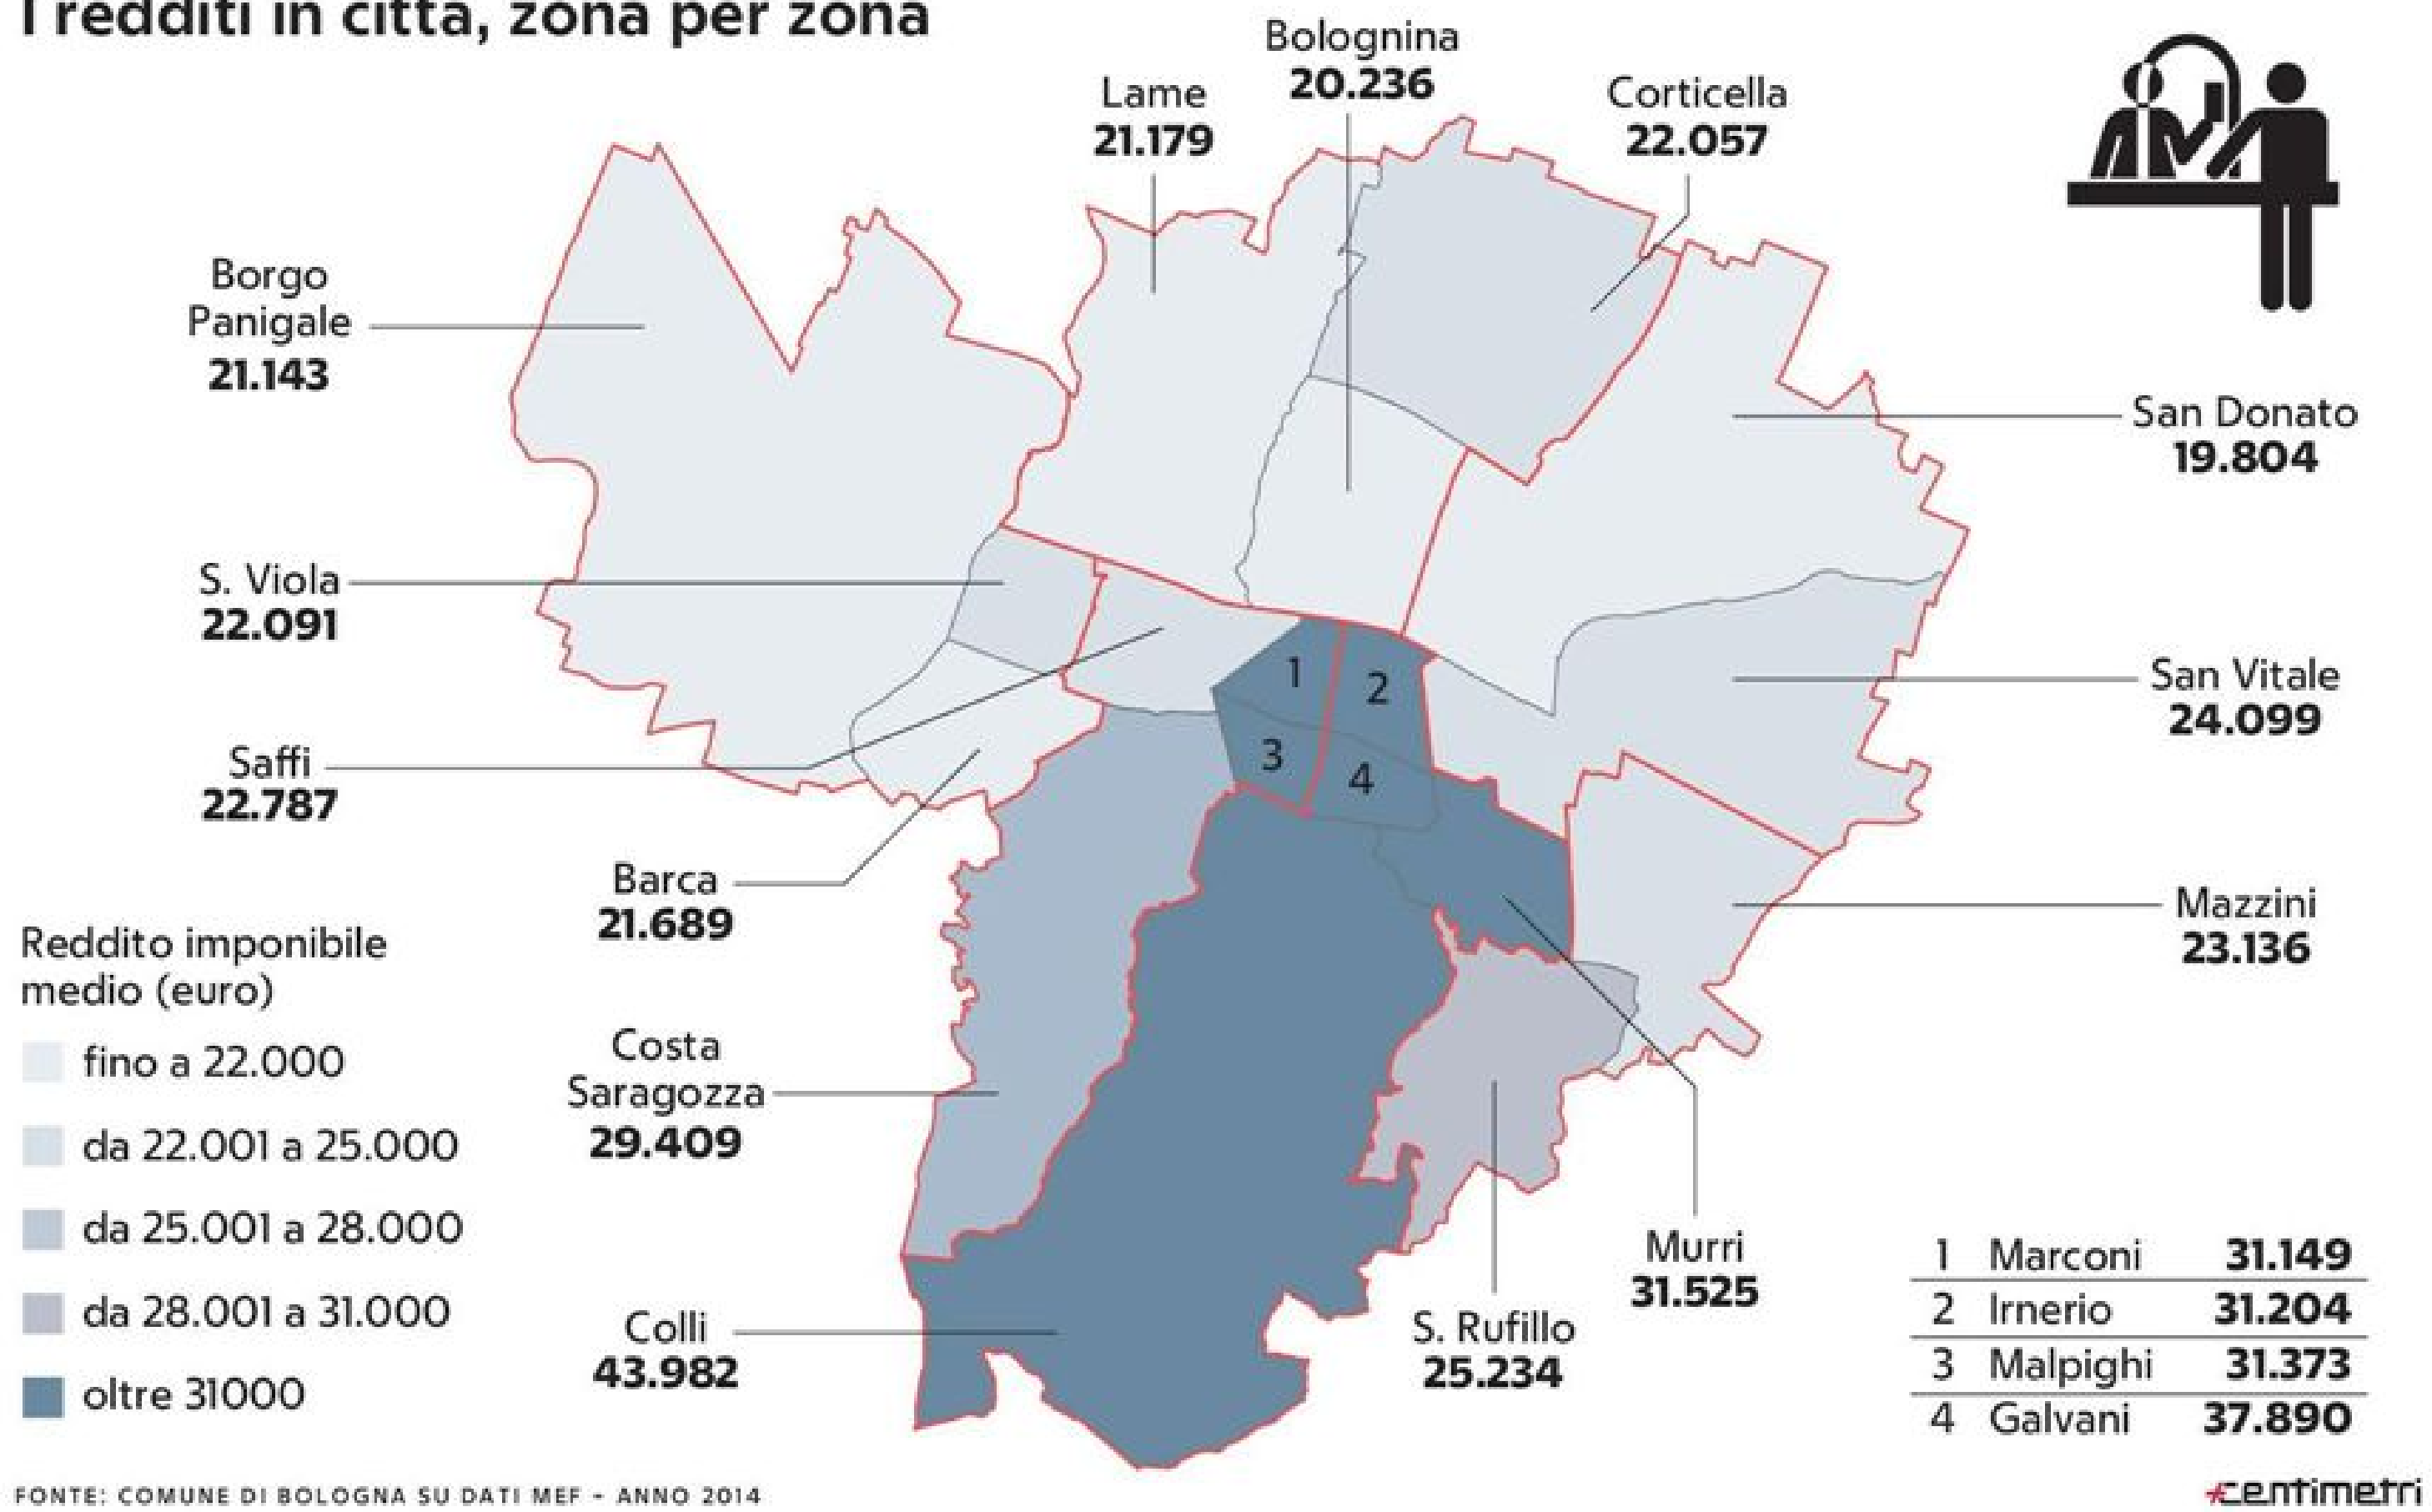 I redditi in città, zona per zona
Bolognina
20.236
Lame
21.179
Corticella
22.057
Borgo
Panigale
21.143
San Donato
19.804
S. Viola
22.091
San Vitale
24.099
Saffi
22.787
Barca
21.689
Mazzini
23.136
1
2
3
4
Costa
Saragozza
29.409
Colli
43.982
S. Rufillo
25.234
Murri
31.525
Reddito imponibile
medio (euro)
fino a 22.000
da 22.001 a 25.000
da 25.001 a 28.000
da 28.001 a 31.000
oltre 31000
1 Marconi 31.149
2 Irnerio 31.204
3 Malpighi 31.373
4 Galvani 37.890
FONTE: COMUNE DI BOLOGNA SU DATI MEF - ANNO 2014
centimetri